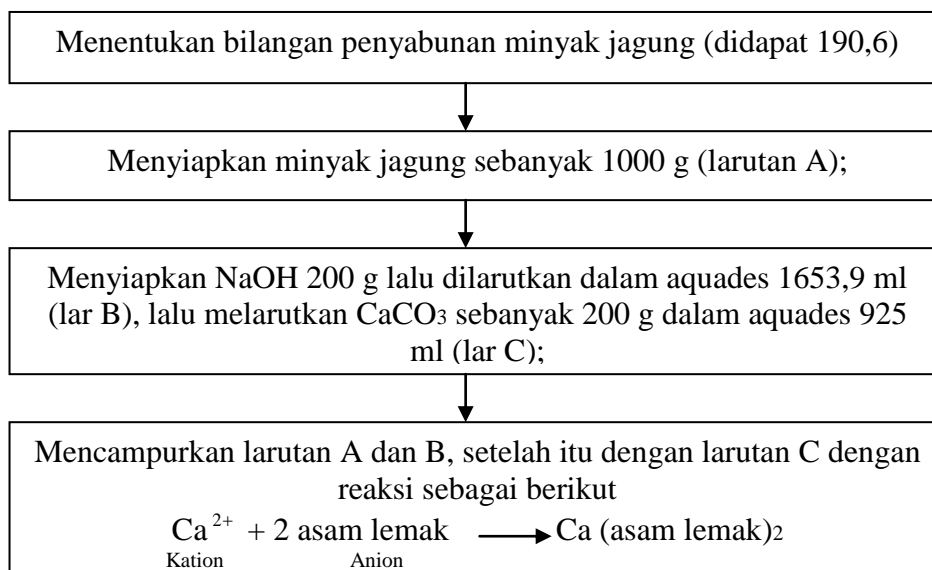 Menentukan bilangan penyabunan minyak jagung (didapat 190,6)
Menyiapkan minyak jagung sebanyak 1000 g (larutan A);
Menyiapkan NaOH 200 g lalu dilarutkan dalam aquades 1653,9 ml
(lar B), lalu melarutkan CaCO3 sebanyak 200 g dalam aquades 925
ml (lar C);
Mencampurkan larutan A dan B, setelah itu dengan larutan C dengan
reaksi sebagai berikut
Ca 2+ + 2 asam lemak → Ca (asam lemak)2
Kation Anion